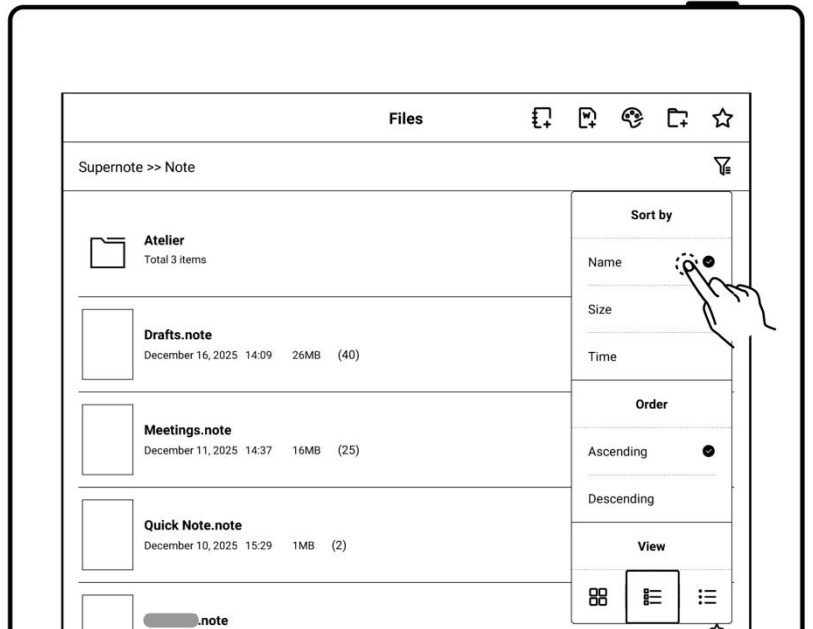 Files
Supernote >> Note
Sort by
Atelier
Total 3 items
Name
Size
Drafts.note
December 16, 2025 14:09 26MB (40)
Time
Order
Meetings.note
December 11, 2025 14:37 16MB (25)
Ascending
Descending
Quick Note.note
December 10, 2025 15:29 1MB (2)
View
.note